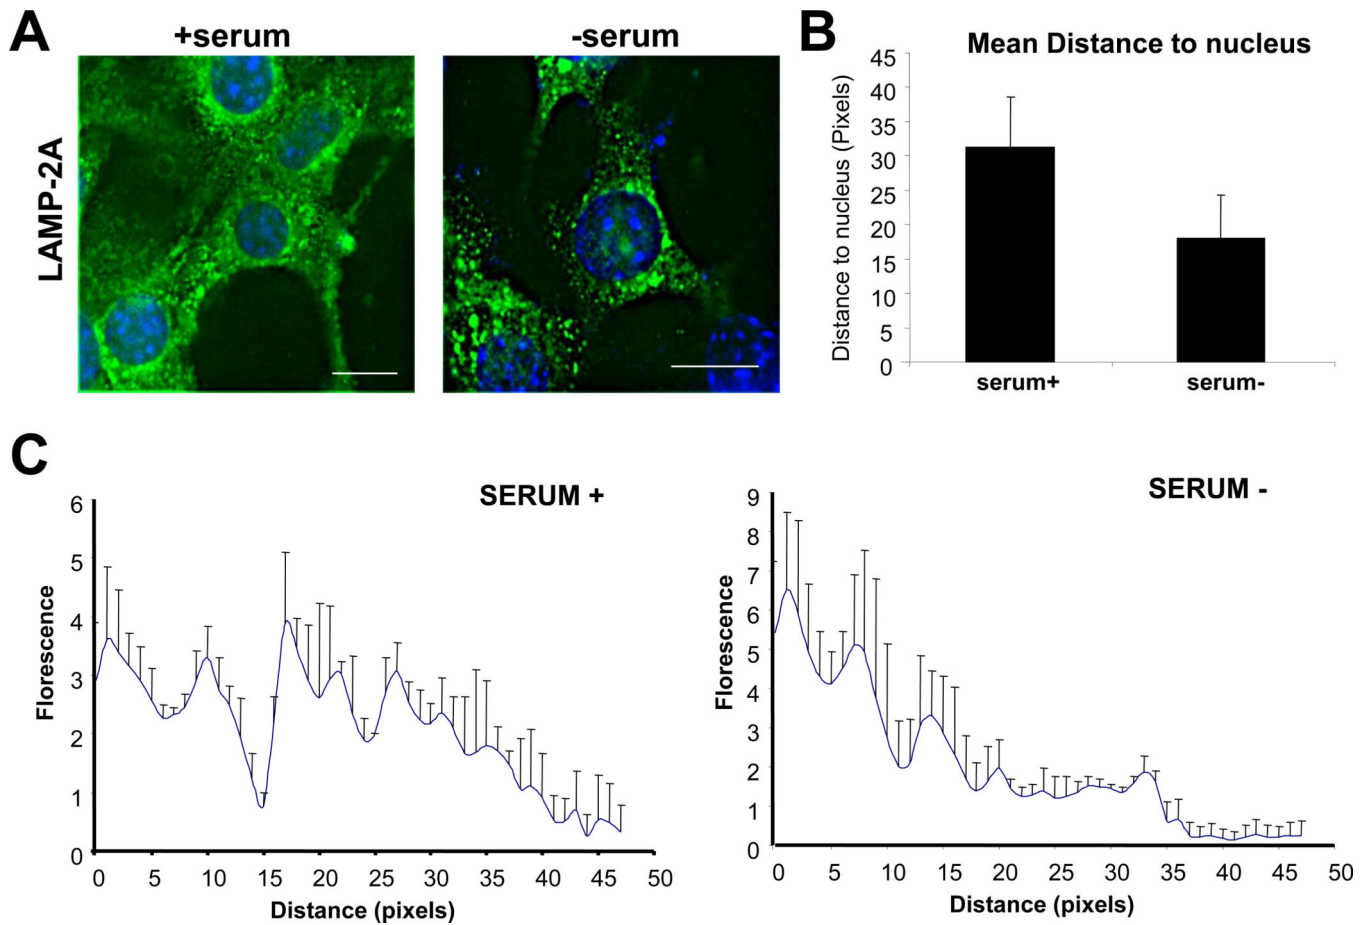 A
+serum
-serum
LAMP-2A
B
Mean Distance to nucleus
Distance to nucleus (Pixels)
45
40
35
30
25
20
15
10
5
0
serum+
serum-
C
SERUM +
Florescence
6
5
4
3
2
1
0
0 5 10 15 20 25 30 35 40 45 50
Distance (pixels)
SERUM -
Florescence
9
8
7
6
5
4
3
2
1
0
0 5 10 15 20 25 30 35 40 45 50
Distance (pixels)